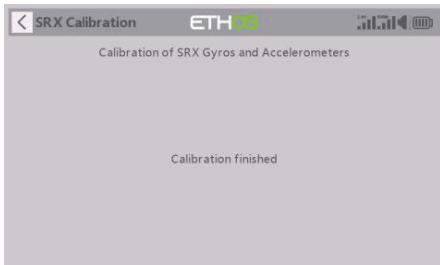 SRX Calibration
ETHOS
Calibration of SRX Gyros and Accelerometers
Calibration finished